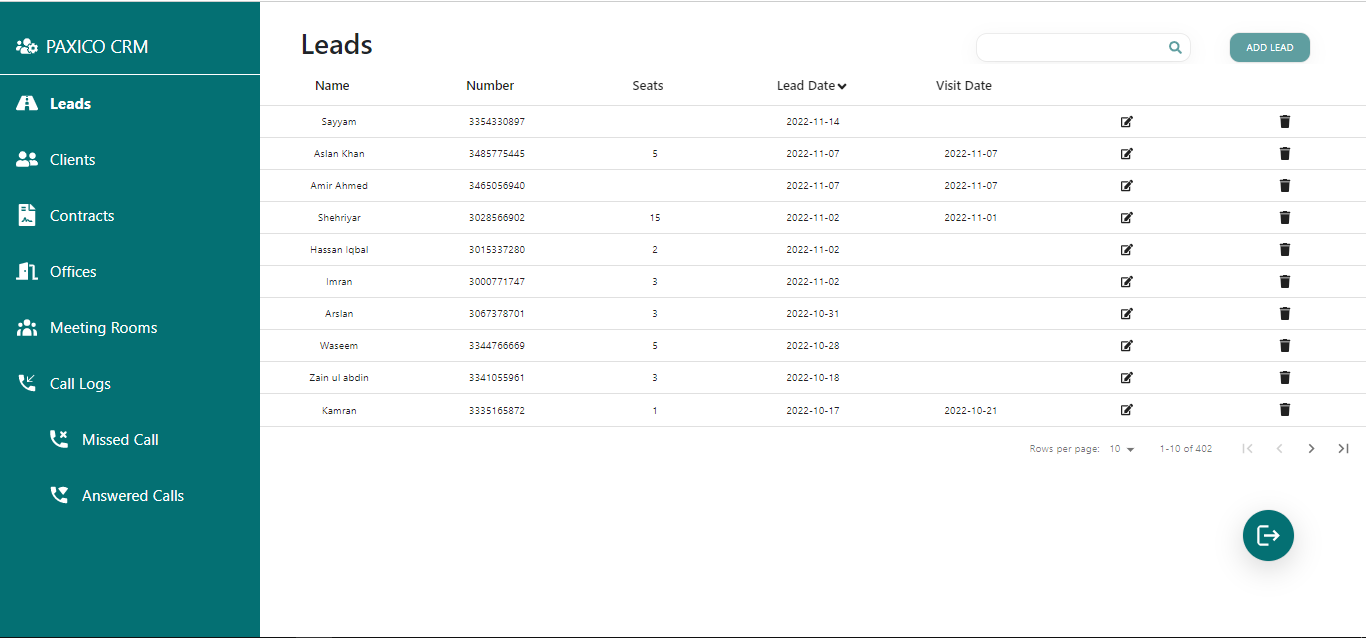 PAXICO CRM
Leads
Clients
Contracts
Offices
Meeting Rooms
Call Logs
Missed Call
Answered Calls
Leads
ADD LEAD
Name Number Seats Lead Date Visit Date
Sayyam 3354330897 2022-11-14
Aslan Khan 3485775445 5 2022-11-07 2022-11-07
Amir Ahmed 3465056940 2022-11-07 2022-11-07
Shehriyar 3028566902 15 2022-11-02 2022-11-01
Hassan Iqbal 3015337280 2 2022-11-02
Imran 3000771747 3 2022-11-02
Arslan 3067378701 3 2022-10-31
Waseem 3344766669 5 2022-10-28
Zain ul abdin 3341055961 3 2022-10-18
Kamran 3335165872 1 2022-10-17 2022-10-21
Rows per page: 10 1-10 of 402